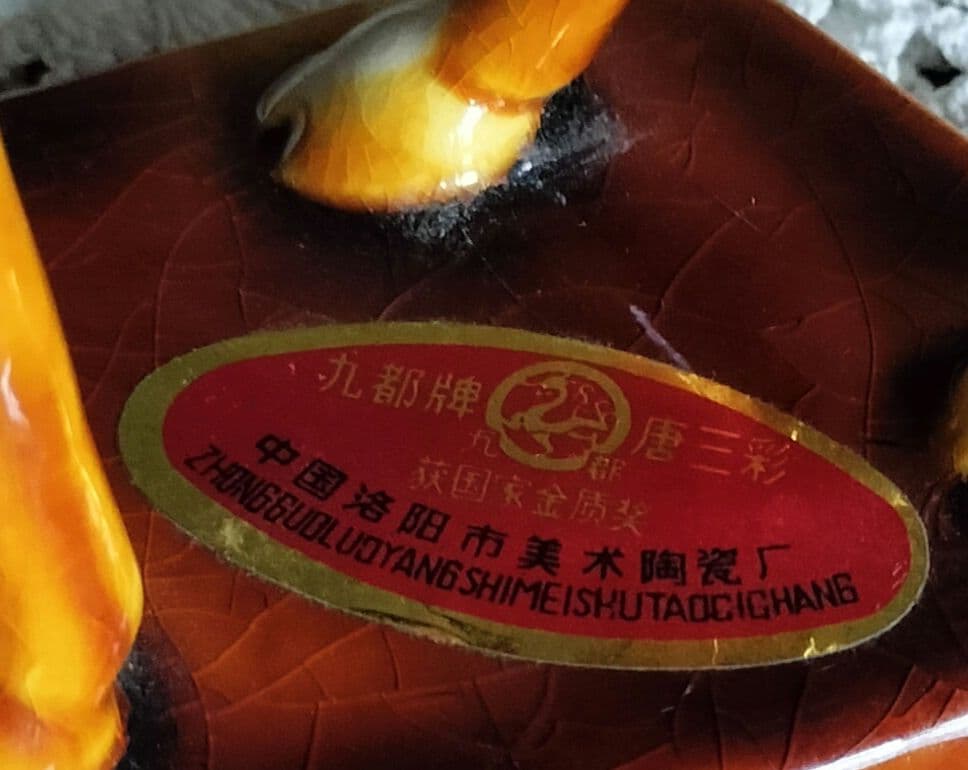 九都牌 唐三彩
九都
获国家金质奖
中国洛阳市美术陶瓷厂
ZHONGGUOLUOYANGSHIMEISHUTAOCICHANG